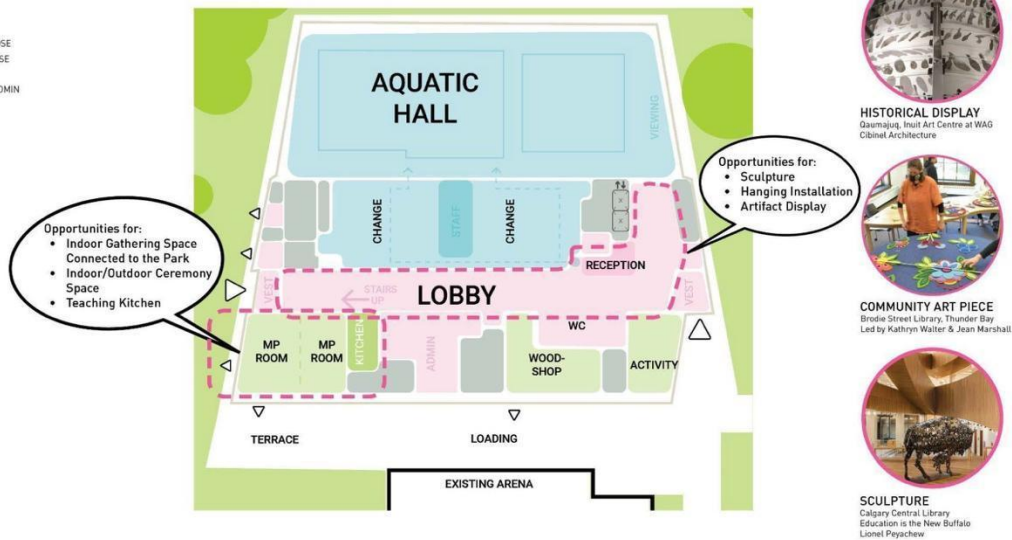 AQUATIC
HALL
VIEWING
CHANGE
STAFF
CHANGE
RECEPTION
VEST
STAIRS
UP
LOBBY
VEST
MP
ROOM
MP
ROOM
KITCHEN
ADMIN
WC
WOOD-
SHOP
ACTIVITY
TERRACE
LOADING
EXISTING ARENA
Opportunities for:
• Indoor Gathering Space
Connected to the Park
• Indoor/Outdoor Ceremony
Space
• Teaching Kitchen
Opportunities for:
• Sculpture
• Hanging Installation
• Artifact Display
HISTORICAL DISPLAY
Qaumajuq, Inuit Art Centre at WAG
Cibinel Architecture
COMMUNITY ART PIECE
Brodie Street Library, Thunder Bay
Led by Kathryn Walter & Jean Marshall
SCULPTURE
Calgary Central Library
Education is the New Buffalo
Lionel Peyachew